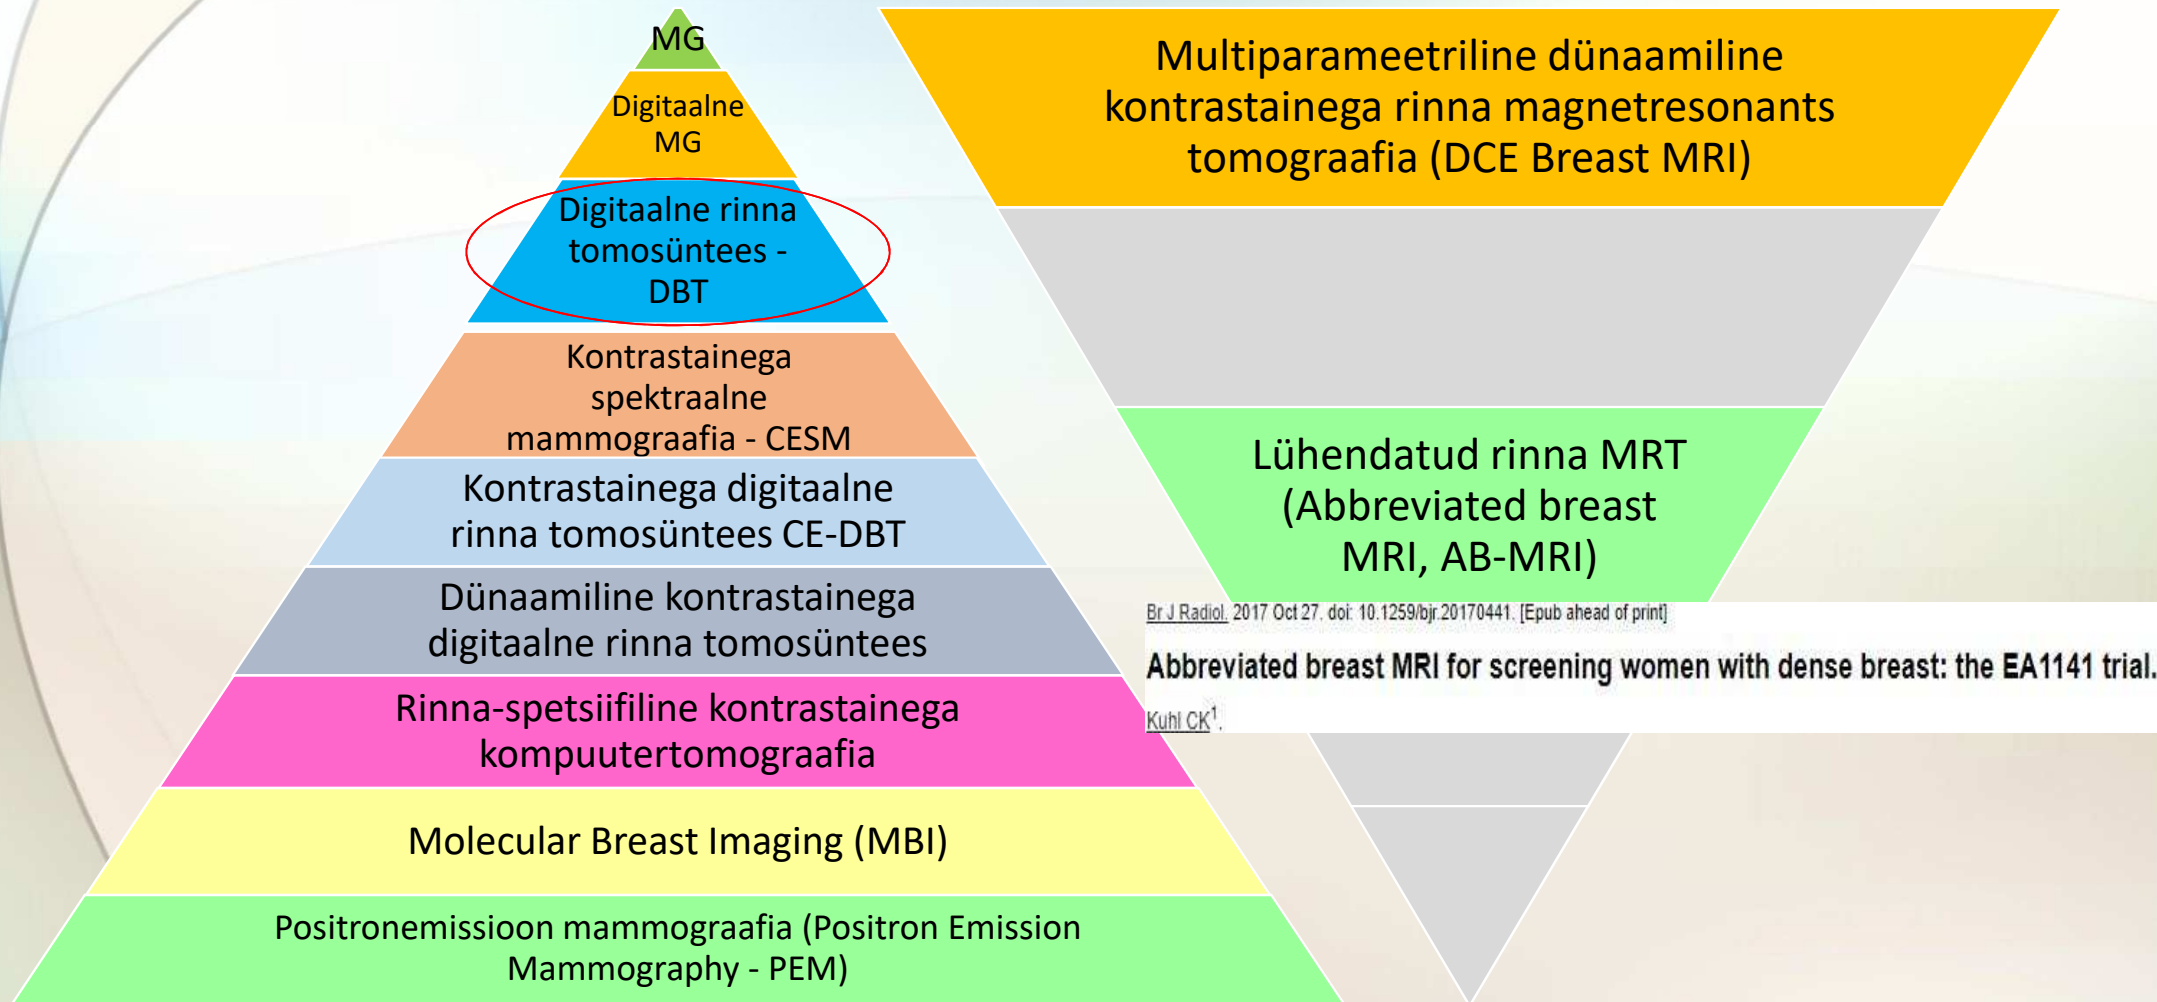 MG
Digitaalne
MG
Digitaalne rinna
tomosüntees -
DBT
Kontrastainega
spektraalne
mammograafia - CESM
Kontrastainega digitaalne
rinna tomosüntees CE-DBT
Dünaamiline kontrastainega
digitaalne rinna tomosüntees
Rinna-spetsiifiline kontrastainega
kompuutertomograafia
Molecular Breast Imaging (MBI)
Positronemissioon mammograafia (Positron Emission
Mammography - PEM)
Multiparameetriline dünaamiline
kontrastainega rinna magnetresonants
tomograafia (DCE Breast MRI)
Lühendatud rinna MRT
(Abbreviated breast
MRI, AB-MRI)
Br J Radiol. 2017 Oct 27. doi: 10.1259/bjr.20170441. [Epub ahead of print]
Abbreviated breast MRI for screening women with dense breast: the EA1141 trial.
Kuhl CK1.